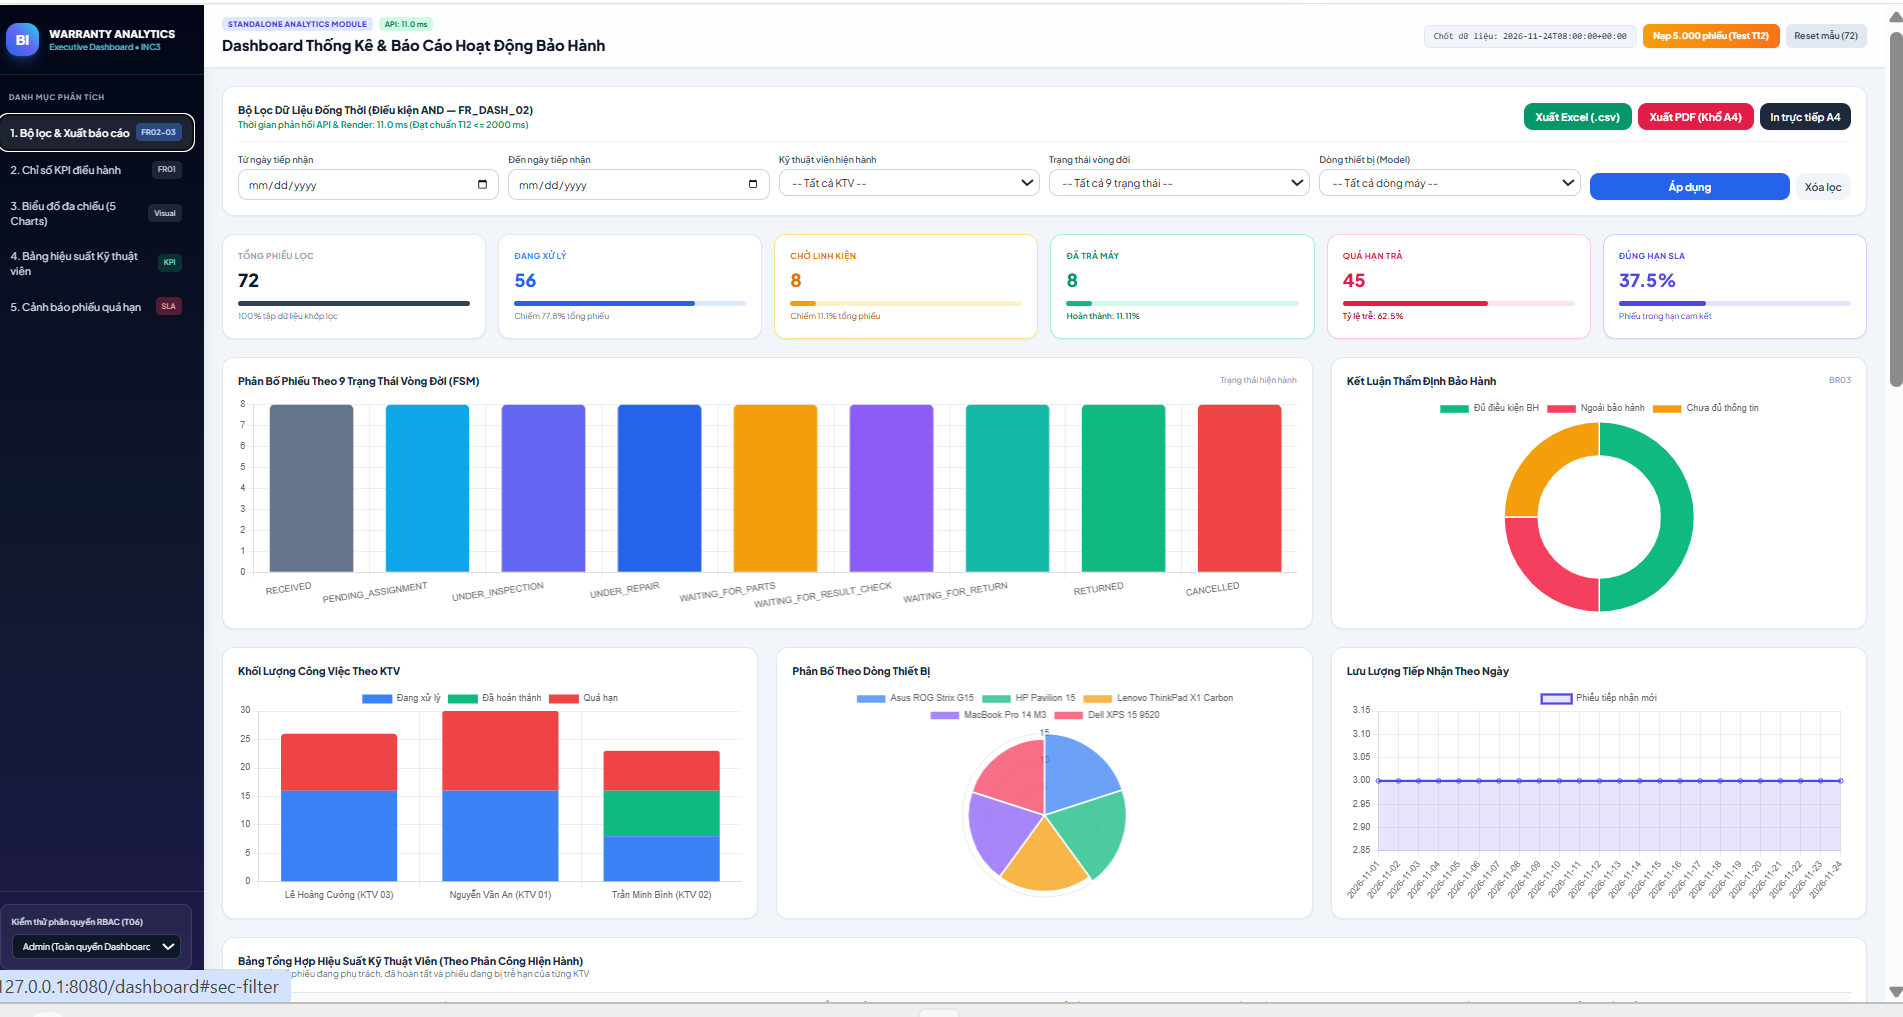 BI
WARRANTY ANALYTICS
Executive Dashboard • INC3
DANH MỤC PHÂN TÍCH
1. Bộ lọc & Xuất báo cáo FR02-03
2. Chỉ số KPI điều hành FR01
3. Biểu đồ đa chiều (5 Charts) Visual
4. Bảng hiệu suất Kỹ thuật viên KPI
5. Cảnh báo phiếu quá hạn SLA
Kiểm thử phân quyền RBAC (T06)
Admin (Toàn quyền Dashboarc
127.0.0.1:8080/dashboard#sec-filter
STANDALONE ANALYTICS MODULE API: 11.0 ms
Dashboard Thống Kê & Báo Cáo Hoạt Động Bảo Hành
Chốt dữ liệu: 2026-11-24T08:00:00+00:00
Nạp 5.000 phiếu (Test T12)
Reset mẫu (72)
Bộ Lọc Dữ Liệu Đồng Thời (Điều kiện AND — FR_DASH_02)
Thời gian phản hồi API & Render: 11.0 ms (Đạt chuẩn T12 <= 2000 ms)
Xuất Excel (.csv)
Xuất PDF (Khổ A4)
In trực tiếp A4
Từ ngày tiếp nhận
mm/dd/yyyy
Đến ngày tiếp nhận
mm/dd/yyyy
Kỹ thuật viên hiện hành
-- Tất cả KTV --
Trạng thái vòng đời
-- Tất cả 9 trạng thái --
Dòng thiết bị (Model)
-- Tất cả dòng máy --
Áp dụng
Xóa lọc
TỔNG PHIẾU LỌC
72
100% tập dữ liệu khớp lọc
ĐANG XỬ LÝ
56
Chiếm 77.8% tổng phiếu
CHỜ LINH KIỆN
8
Chiếm 11.1% tổng phiếu
ĐÃ TRẢ MÁY
8
Hoàn thành: 11.11%
QUÁ HẠN TRẢ
45
Tỷ lệ trễ: 62.5%
ĐÚNG HẠN SLA
37.5%
Phiếu trong hạn cam kết
Phân Bố Phiếu Theo 9 Trạng Thái Vòng Đời (FSM)
Trạng thái hiện hành
8
7
6
5
4
3
2
1
0
RECEIVED
PENDING_ASSIGNMENT
UNDER_INSPECTION
UNDER_REPAIR
WAITING_FOR_PARTS
WAITING_FOR_RESULT_CHECK
WAITING_FOR_RETURN
RETURNED
CANCELLED
Kết Luận Thẩm Định Bảo Hành
BR03
Đủ điều kiện BH
Ngoài bảo hành
Chưa đủ thông tin
Khối Lượng Công Việc Theo KTV
Đang xử lý
Đã hoàn thành
Quá hạn
30
25
20
15
10
5
0
Lê Hoàng Cường (KTV 03)
Nguyễn Văn An (KTV 01)
Trần Minh Bình (KTV 02)
Phân Bố Theo Dòng Thiết Bị
Asus ROG Strix G15
HP Pavilion 15
Lenovo ThinkPad X1 Carbon
MacBook Pro 14 M3
Dell XPS 15 9520
15
Lưu Lượng Tiếp Nhận Theo Ngày
Phiếu tiếp nhận mới
3.15
3.10
3.05
3.00
2.95
2.90
2.85
2026-11-01
2026-11-02
2026-11-03
2026-11-04
2026-11-05
2026-11-06
2026-11-07
2026-11-08
2026-11-09
2026-11-10
2026-11-11
2026-11-12
2026-11-13
2026-11-14
2026-11-15
2026-11-16
2026-11-17
2026-11-18
2026-11-19
2026-11-20
2026-11-21
2026-11-22
2026-11-23
2026-11-24
Bảng Tổng Hợp Hiệu Suất Kỹ Thuật Viên (Theo Phân Công Hiện Hành)
phiếu đang phụ trách, đã hoàn tất và phiếu đang bị trễ hạn của từng KTV